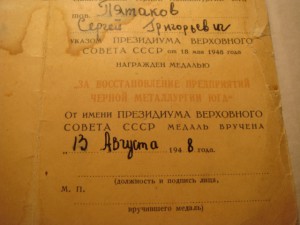 Пятаков
Сергей Григорьевич
УКАЗОМ ПРЕЗИДИУМА ВЕРХОВНОГО
СОВЕТА СССР от 18 мая 1948 года
НАГРАЖДЕН МЕДАЛЬЮ
„ЗА ВОССТАНОВЛЕНИЕ ПРЕДПРИЯТИЙ
ЧЕРНОЙ МЕТАЛЛУРГИИ ЮГА“
От имени ПРЕЗИДИУМА ВЕРХОВНОГО
СОВЕТА СССР МЕДАЛЬ ВРУЧЕНА
„13 Августа 1948 года.
(должность и подпись лица,
М. П.
вручившего медаль)